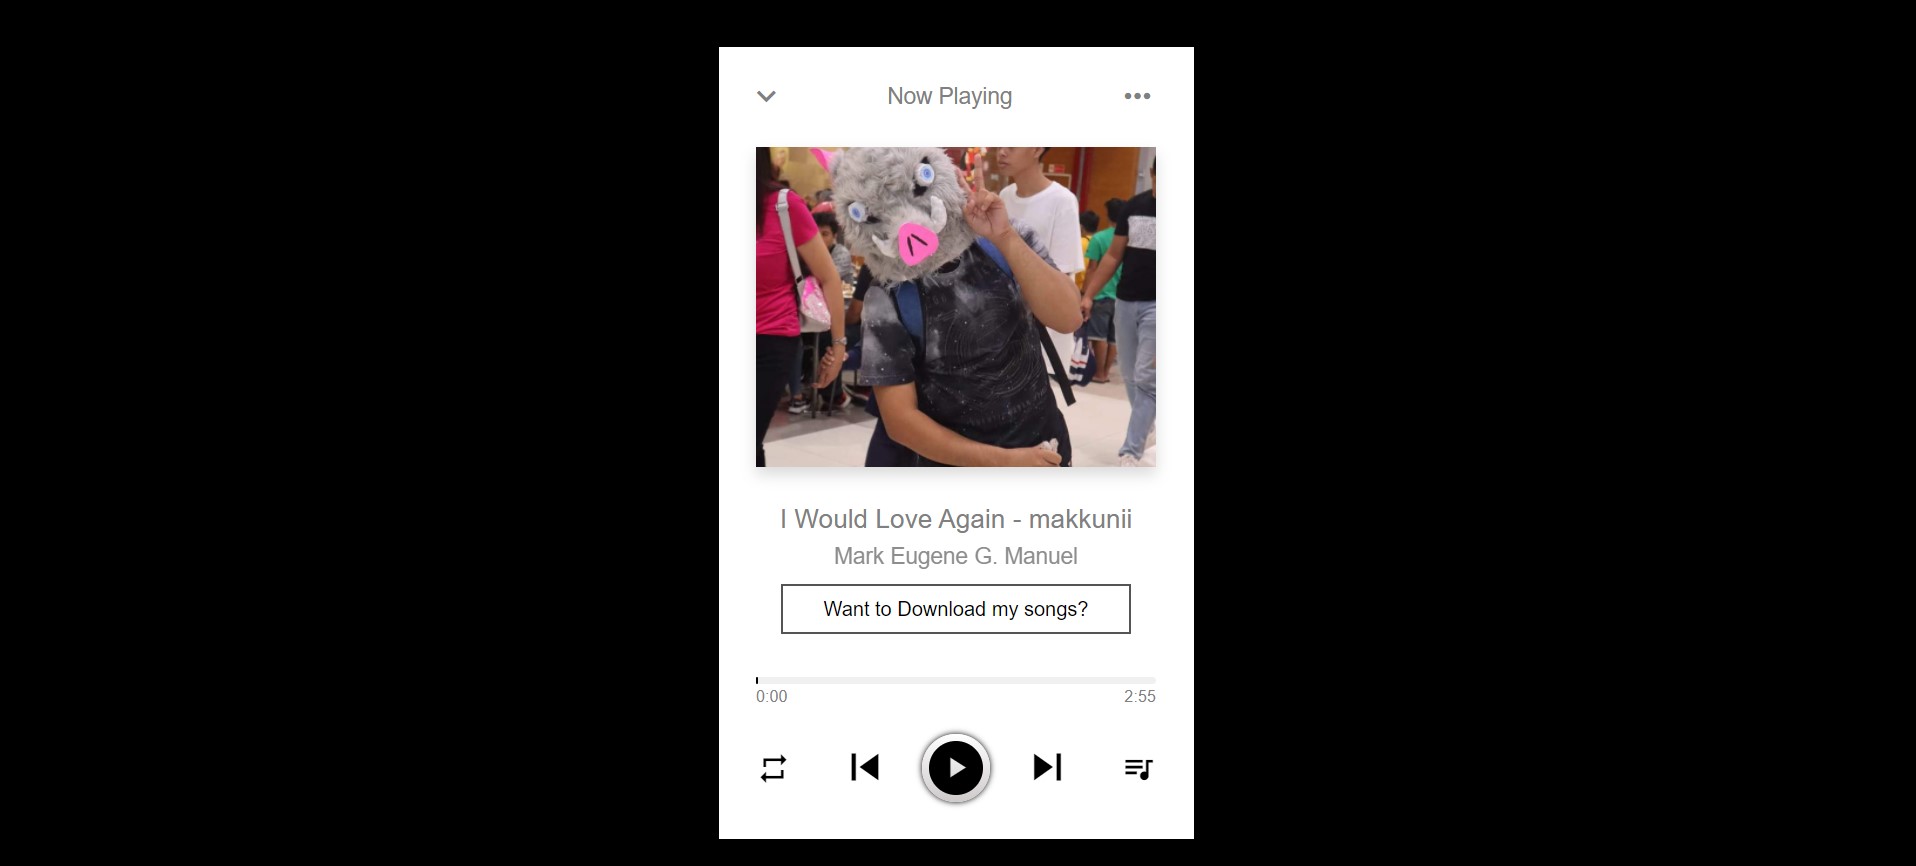 Now Playing
I Would Love Again - makkunii
Mark Eugene G. Manuel
Want to Download my songs?
0:00
2:55